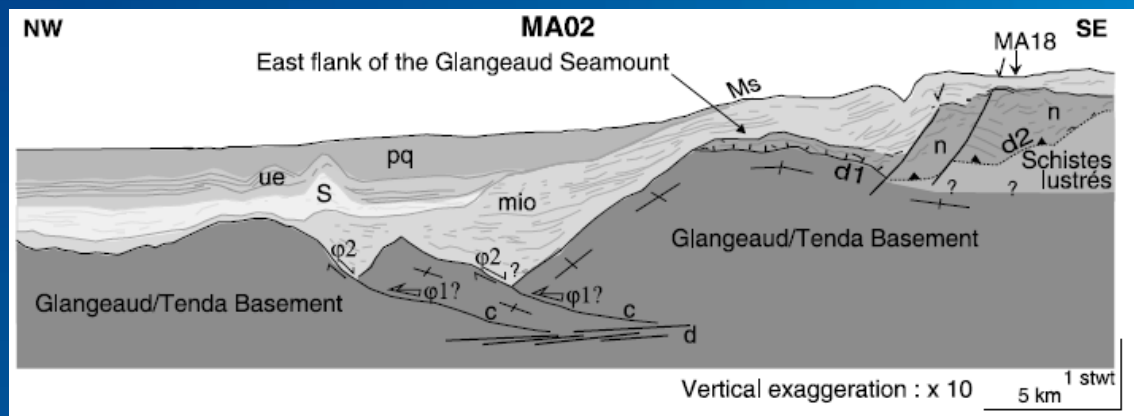 NW
MA02
SE
MA18
East flank of the Glangeaud Seamount
Ms
pq
n
n
ue
d2
S
Schistes
lustrés
d1
mio
? ?
φ2
φ2 ?
Glangeaud/Tenda Basement
φ1?
φ1?
Glangeaud/Tenda Basement
c
c
d
1 stwt
Vertical exaggeration : x 10
5 km